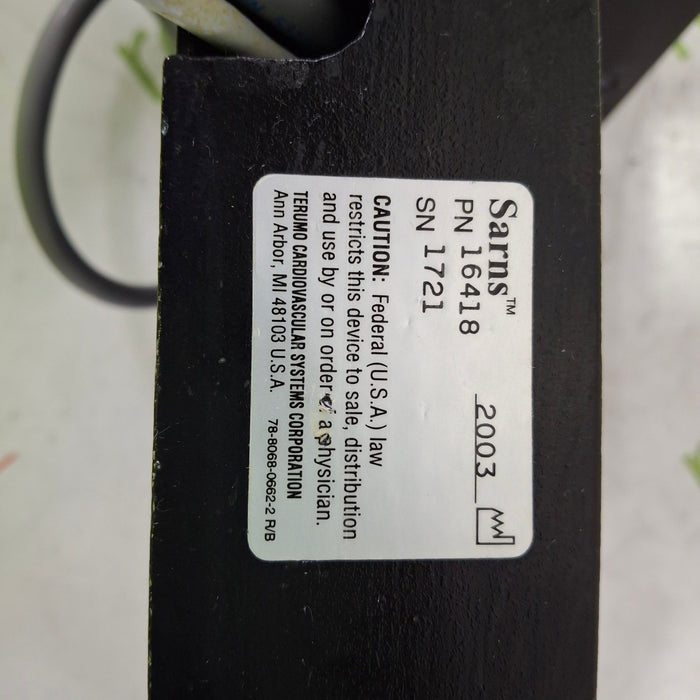 Sarns™
PN 16418 2003
SN 1721
CAUTION: Federal (U.S.A.) law
restricts this device to sale, distribution
and use by or on order of a physician.
TERUMO CARDIOVASCULAR SYSTEMS CORPORATION
Ann Arbor, MI 48103 U.S.A. 78-8068-0662-2 R/B